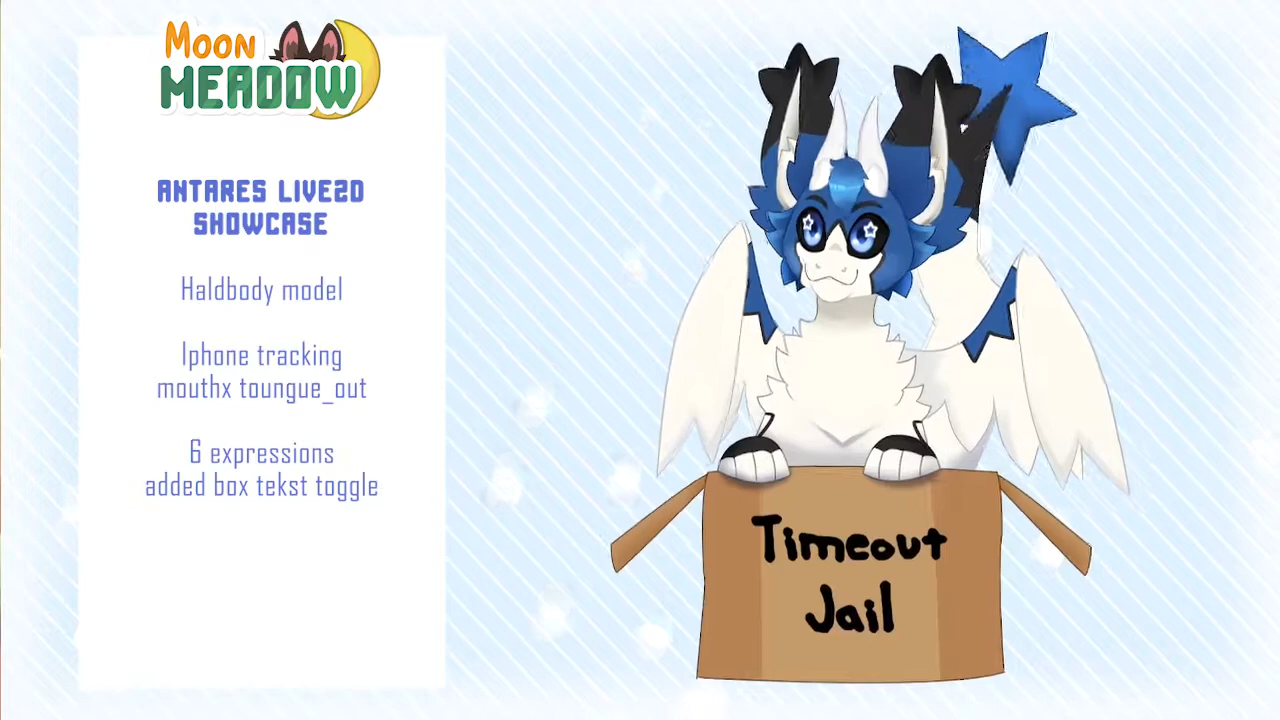 Moon
MEADOW
ANTARES LIVE2D
SHOWCASE
Haldbody model
Iphone tracking
mouthx toungue_out
6 expressions
added box tekst toggle
Timeout
Jail